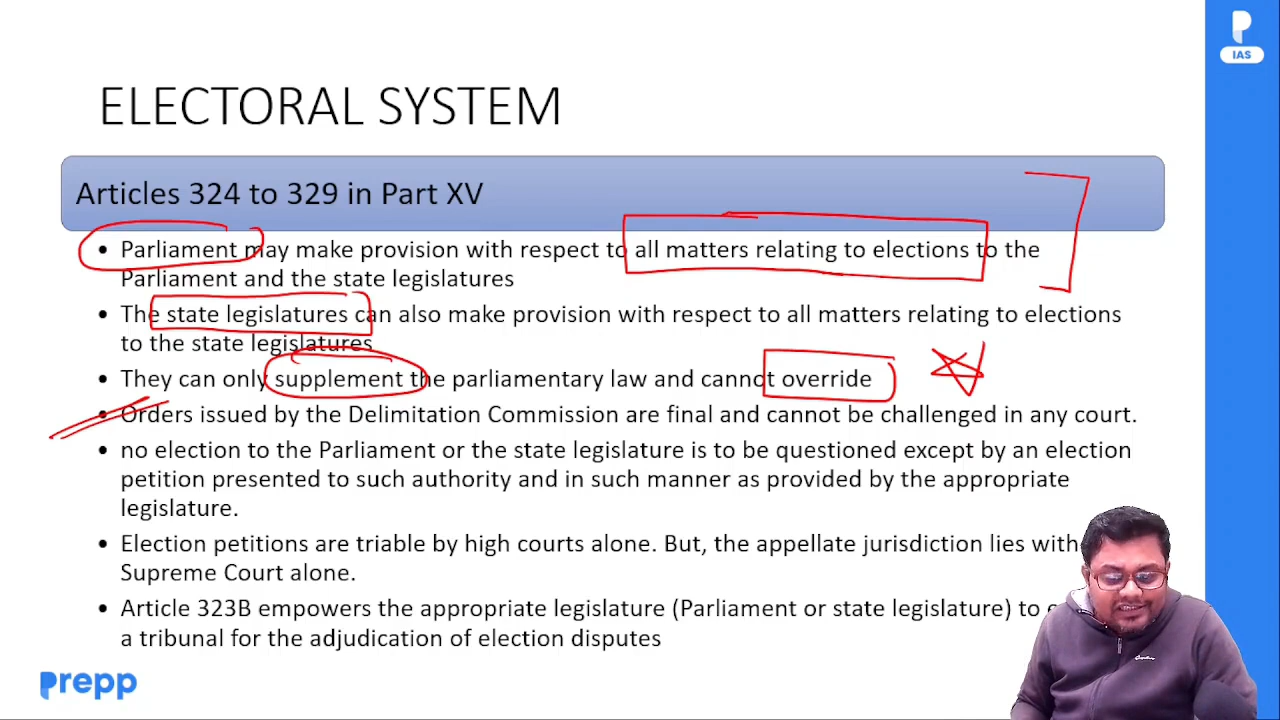 IAS
ELECTORAL SYSTEM
Articles 324 to 329 in Part XV
• Parliament may make provision with respect to all matters relating to elections to the
Parliament and the state legislatures
• The state legislatures can also make provision with respect to all matters relating to elections
to the state legislatures
• They can only supplement the parliamentary law and cannot override
• Orders issued by the Delimitation Commission are final and cannot be challenged in any court.
• no election to the Parliament or the state legislature is to be questioned except by an election
petition presented to such authority and in such manner as provided by the appropriate
legislature.
• Election petitions are triable by high courts alone. But, the appellate jurisdiction lies with
Supreme Court alone.
• Article 323B empowers the appropriate legislature (Parliament or state legislature) to
a tribunal for the adjudication of election disputes
prepp